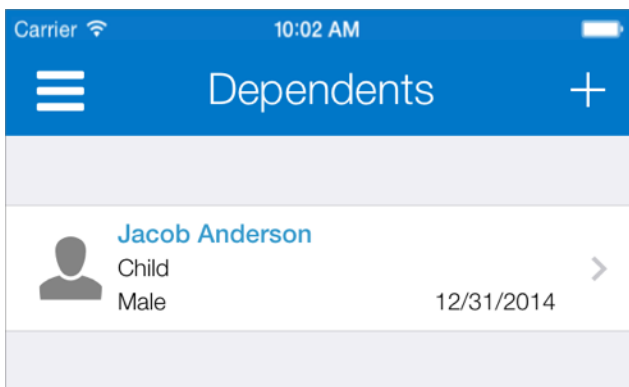 Carrier 10:02 AM
Dependents
Jacob Anderson
Child
Male 12/31/2014